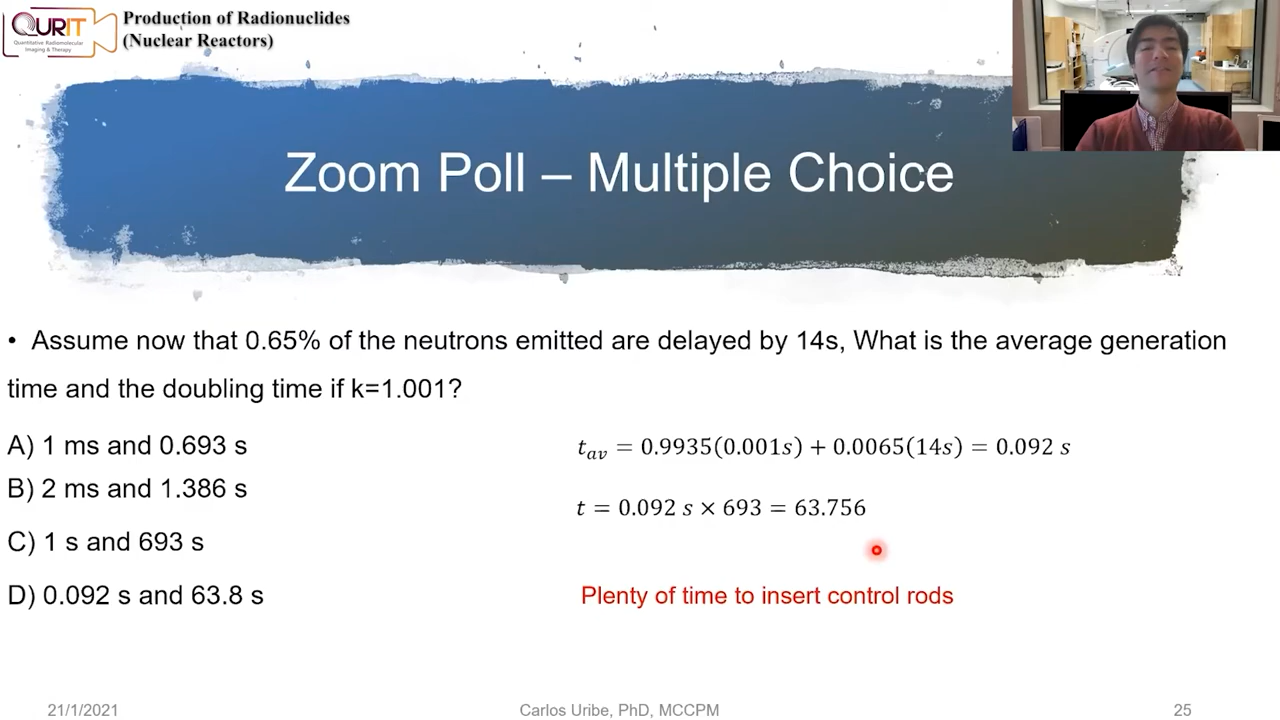 QURIT
Quantitative Radiomolecular
Imaging & Therapy
Production of Radionuclides
(Nuclear Reactors)
Zoom Poll – Multiple Choice
• Assume now that 0.65% of the neutrons emitted are delayed by 14s, What is the average generation
time and the doubling time if k=1.001?
A) 1 ms and 0.693 s
B) 2 ms and 1.386 s
C) 1 s and 693 s
D) 0.092 s and 63.8 s
t_av = 0.9935(0.001s) + 0.0065(14s) = 0.092 s
t = 0.092 s × 693 = 63.756
Plenty of time to insert control rods
21/1/2021
Carlos Uribe, PhD, MCCPM
25